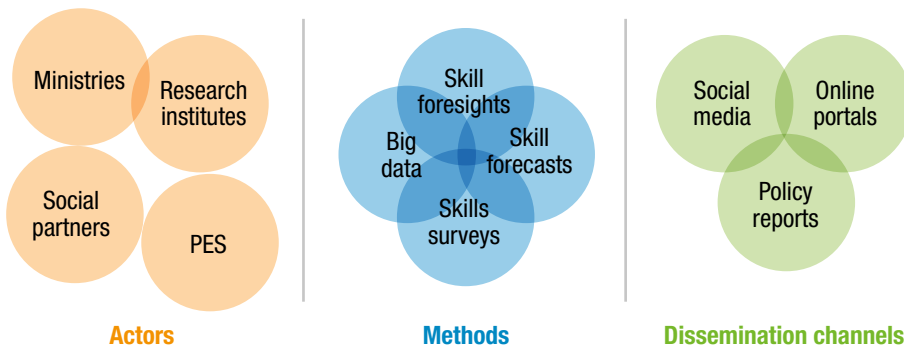 Ministries
Research
institutes
Social
partners
PES
Actors
Skill
foresights
Big
data
Skill
forecasts
Skills
surveys
Methods
Social
media
Online
portals
Policy
reports
Dissemination channels